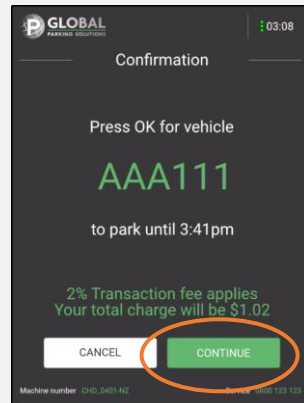 GLOBAL
PARKING SOLUTIONS
03:08
Confirmation
Press OK for vehicle
AAA111
to park until 3:41pm
2% Transaction fee applies
Your total charge will be $1.02
CANCEL
CONTINUE
Machine number CHD_0401-NZ
Service 0800 123 123